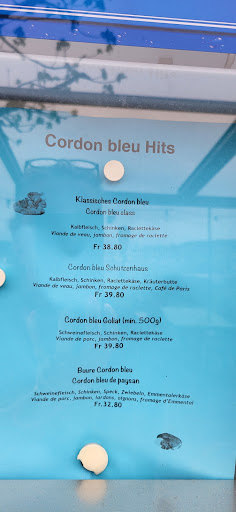 Cordon bleu Hits
Klassisches Cordon bleu
Cordon bleu classic
Kalbfleisch, Schinken, Raclettekäse
Viande de veau, jambon, fromage de raclette
Fr 38.80
Cordon bleu Schützenhaus
Kalbfleisch, Schinken, Raclettekäse, Kräuterbutte
Viande de veau, jambon, fromage de raclette, Café de Paris
Fr 39.80
Cordon bleu Goliat (min. 500g)
Schweinefleisch, Schinken, Raclettekäse
Viande de porc, jambon, fromage de raclette
Fr 39.80
Buure Cordon bleu
Cordon bleu de paysan
Schweinefleisch, Schinken, Speck, Zwiebeln, Emmentalerkäse
Viande de porc, jambon, lardons, oignons, fromage d'Emmental
Fr 32.80